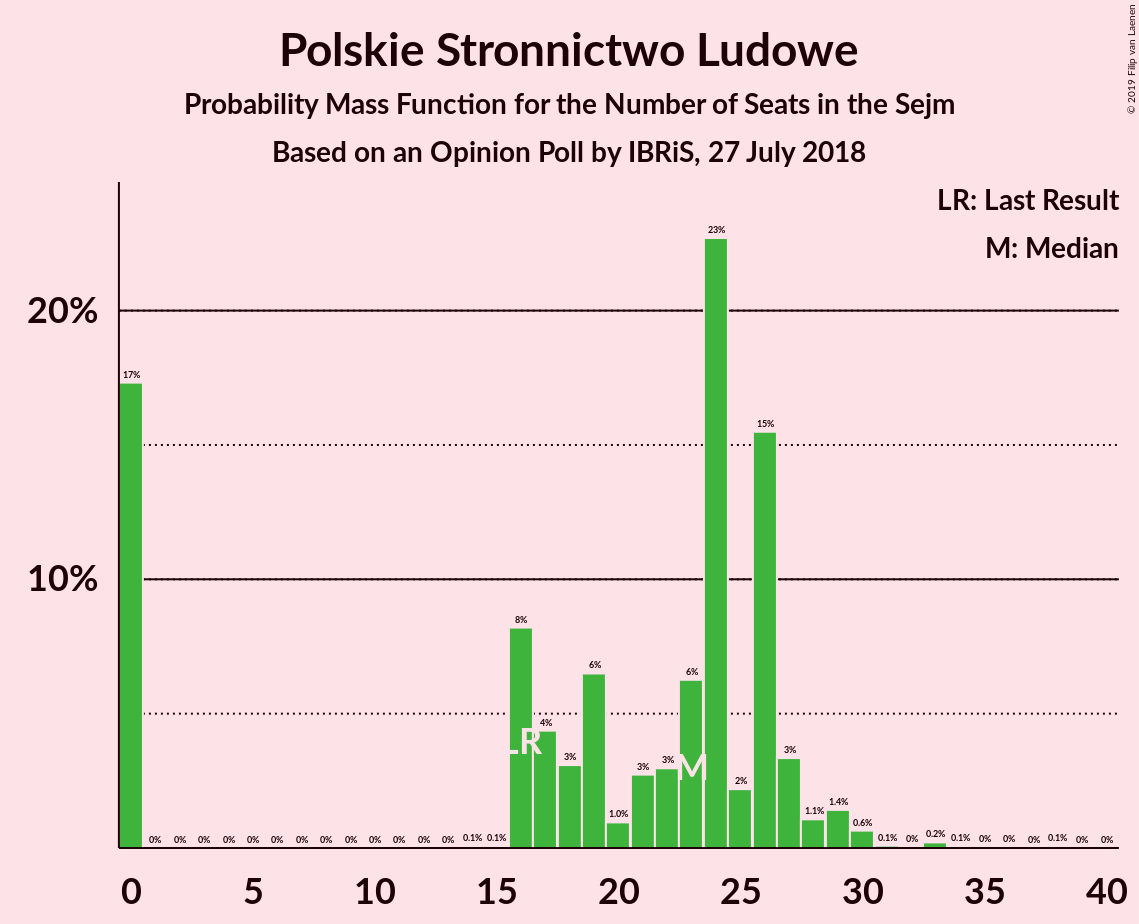 Polskie Stronnictwo Ludowe
Probability Mass Function for the Number of Seats in the Sejm
Based on an Opinion Poll by IBRiS, 27 July 2018
© 2019 Filip van Laenen
LR: Last Result
M: Median
20%
10%
17% 0% 0% 0% 0% 0% 0% 0% 0% 0% 0% 0% 0% 0% 0.1% 0.1% 8% 4% 3% 6% 1.0% 3% 3% 6% 23% 2% 15% 3% 1.1% 1.4% 0.6% 0.1% 0% 0.2% 0.1% 0% 0% 0% 0.1% 0% 0%
LR M
0 5 10 15 20 25 30 35 40